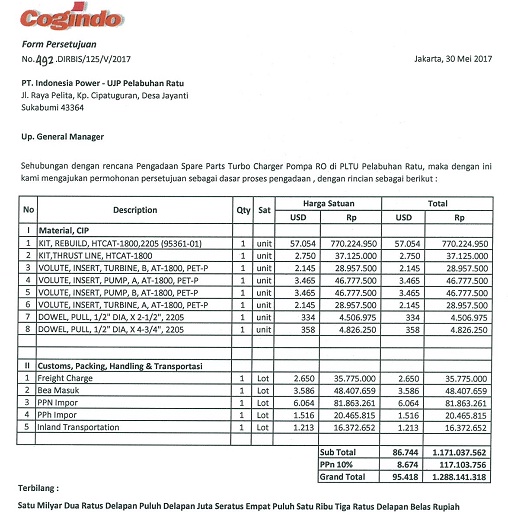 Cogindo
Form Persetujuan
No.492.DIRBIS/125/V/2017 Jakarta, 30 Mei 2017
PT. Indonesia Power - UJP Pelabuhan Ratu
Jl. Raya Pelita, Kp. Cipatuguran, Desa Jayanti
Sukabumi 43364
Up. General Manager
Sehubungan dengan rencana Pengadaan Spare Parts Turbo Charger Pompa RO di PLTU Pelabuhan Ratu, maka dengan ini
kami mengajukan permohonan persetujuan sebagai dasar proses pengadaan , dengan rincian sebagai berikut :
No Description Qty Sat Harga Satuan Total
USD Rp USD Rp
I Material, CIP
1 KIT, REBUILD, HTCAT-1800,2205 (95361-01) 1 unit 57.054 770.224.950 57.054 770.224.950
2 KIT,THRUST LINE, HTCAT-1800 1 unit 2.750 37.125.000 2.750 37.125.000
3 VOLUTE, INSERT, TURBINE, B, AT-1800, PET-P 1 unit 2.145 28.957.500 2.145 28.957.500
4 VOLUTE, INSERT, PUMP, A, AT-1800, PET-P 1 unit 3.465 46.777.500 3.465 46.777.500
5 VOLUTE, INSERT, PUMP, B, AT-1800, PET-P 1 unit 3.465 46.777.500 3.465 46.777.500
6 VOLUTE, INSERT, TURBINE, A, AT-1800, PET-P 1 unit 2.145 28.957.500 2.145 28.957.500
7 DOWEL, PULL, 1/2" DIA, X 2-1/2", 2205 1 unit 334 4.506.975 334 4.506.975
8 DOWEL, PULL, 1/2" DIA, X 4-3/4", 2205 1 unit 358 4.826.250 358 4.826.250
II Customs, Packing, Handling & Transportasi
1 Freight Charge 1 Lot 2.650 35.775.000 2.650 35.775.000
2 Bea Masuk 1 Lot 3.586 48.407.659 3.586 48.407.659
3 PPN Impor 1 Lot 6.064 81.863.261 6.064 81.863.261
4 PPh Impor 1 Lot 1.516 20.465.815 1.516 20.465.815
5 Inland Transportation 1 Lot 1.213 16.372.652 1.213 16.372.652
Sub Total 86.744 1.171.037.562
PPn 10% 8.674 117.103.756
Grand Total 95.418 1.288.141.318
Terbilang :
Satu Milyar Dua Ratus Delapan Puluh Delapan Juta Seratus Empat Puluh Satu Ribu Tiga Ratus Delapan Belas Rupiah